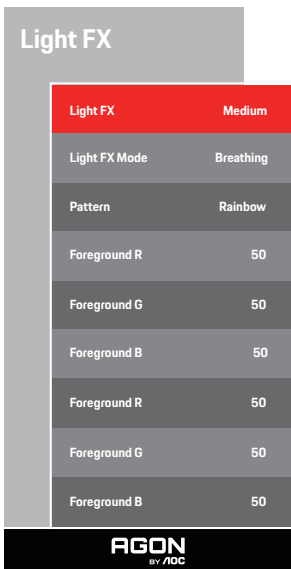 Light FX
Light FX Medium
Light FX Mode Breathing
Pattern Rainbow
Foreground R 50
Foreground G 50
Foreground B 50
Foreground R 50
Foreground G 50
Foreground B 50
AGON
BY AOC